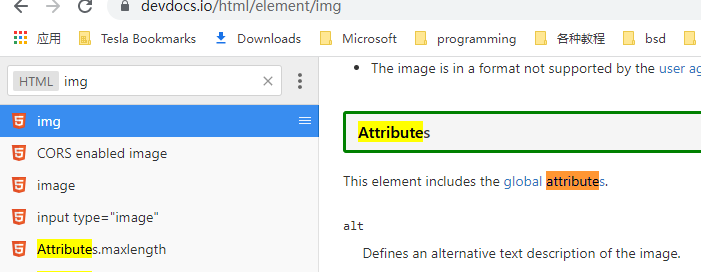 devdocs.io/html/element/img
应用 Tesla Bookmarks Downloads Microsoft programming 各种教程 bsd
HTML img
img
CORS enabled image
image
input type="image"
Attributes.maxlength
The image is in a format not supported by the user ag
Attributes
This element includes the global attributes.
alt
Defines an alternative text description of the image.